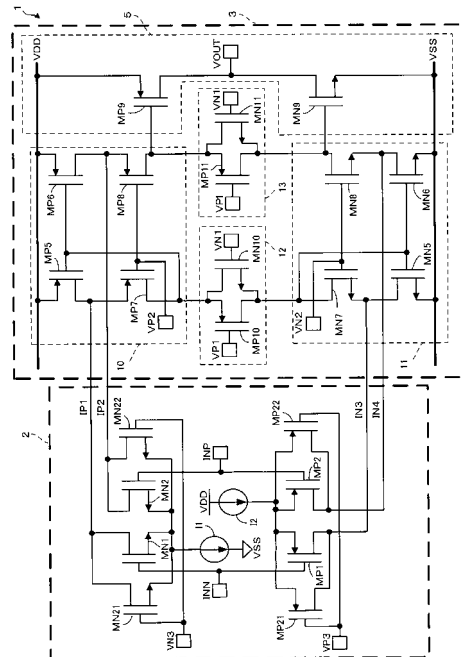 1
3
5
VDD
VOUT
VSS
MP9
MN9
VN1
MN11
MP11
VP1
13
MP6
MP8
MN8
MN6
MP5
MP7
VP2
10
VN1
MN10
MP10
VP1
12
VN2
MN7
MN5
11
2
IP1
IP2
IN3
IN4
MN22
MN2
MN1
MN21
VN3
INP
INN
VDD
I1
I2
VSS
MP22
MP2
MP1
MP21
VP3